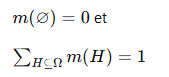 m(∅) = 0 et
∑_{H⊆Ω} m(H) = 1